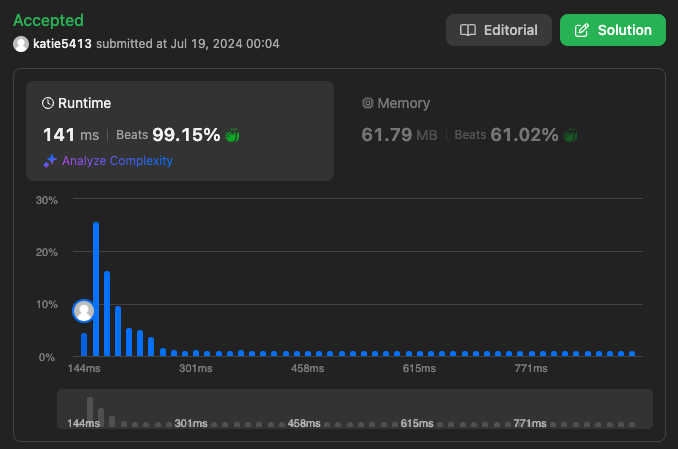 Accepted
katie5413 submitted at Jul 19, 2024 00:04
Editorial
Solution
Runtime
141 ms | Beats 99.15%
Analyze Complexity
Memory
61.79 MB | Beats 61.02%
30%
20%
10%
0%
144ms 301ms 458ms 615ms 771ms
144ms 301ms 458ms 615ms 771ms